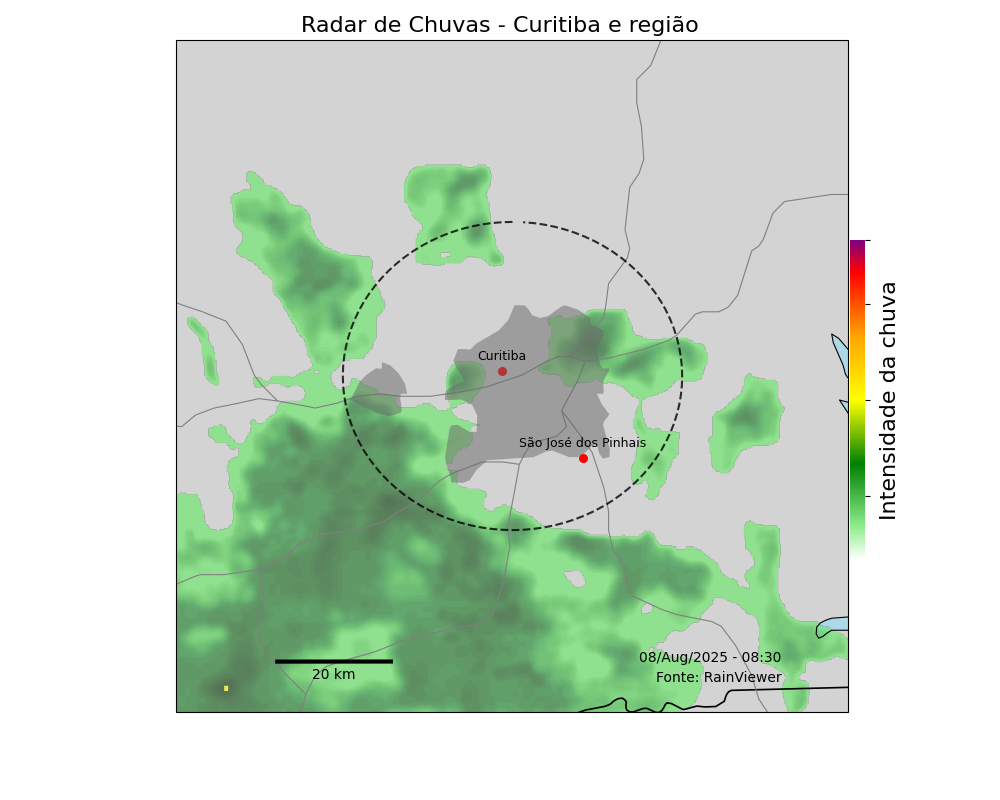 Radar de Chuvas - Curitiba e região
Curitiba
São José dos Pinhais
Intensidade da chuva
08/Aug/2025 - 08:30
20 km
Fonte: RainViewer